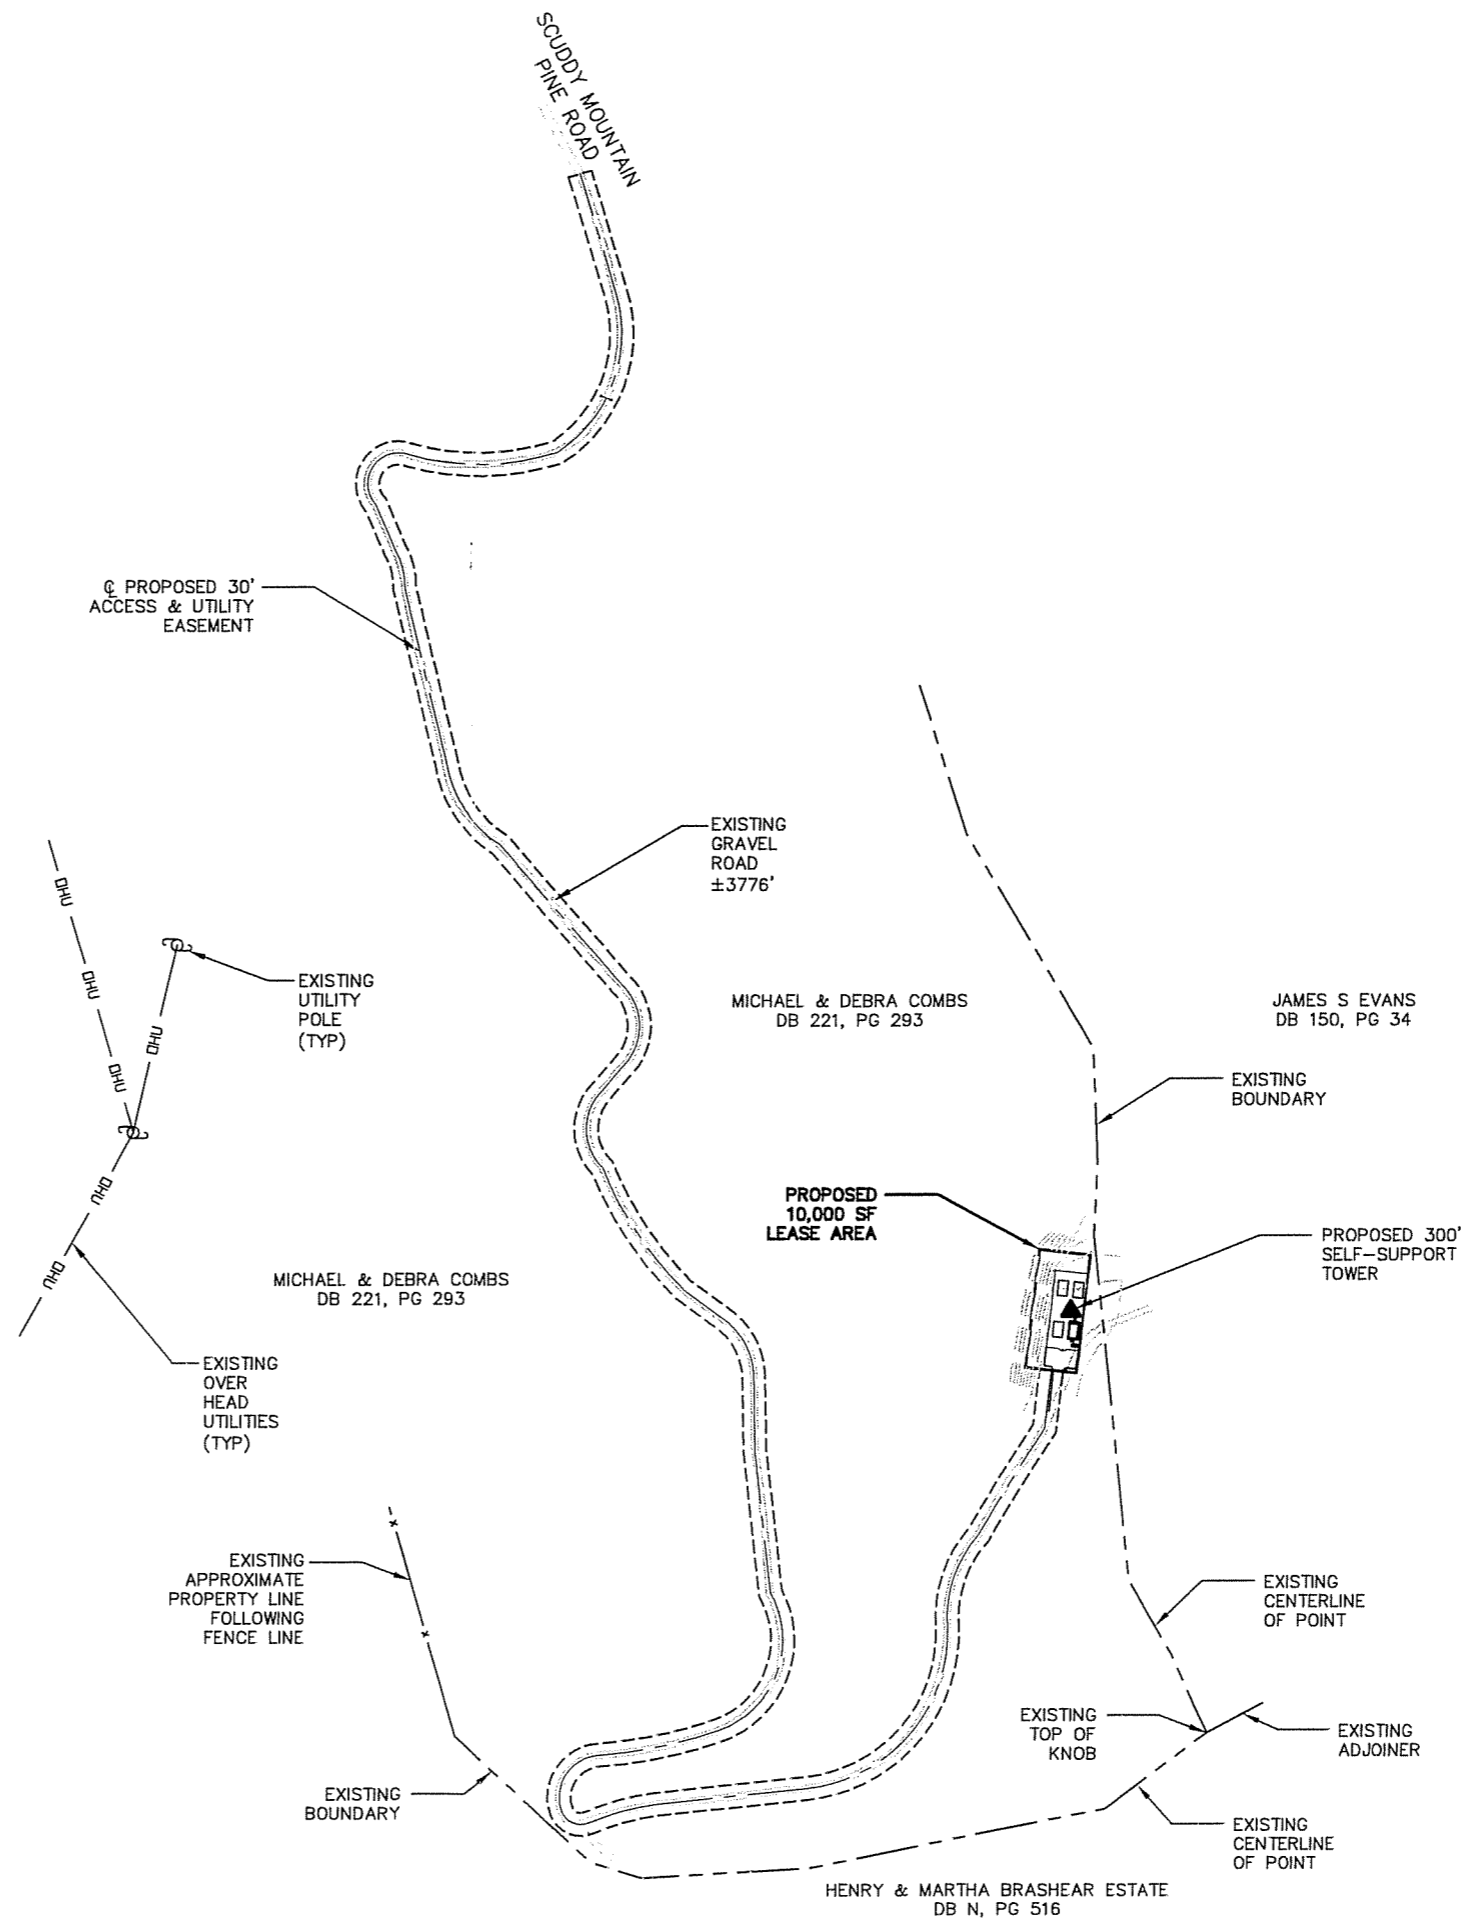 SCUDDY MOUNTAIN
PINE ROAD
℄ PROPOSED 30'
ACCESS & UTILITY
EASEMENT
EXISTING
GRAVEL
ROAD
±3776'
OHU
OHU
OHU
OHU
OHU
OHU
EXISTING
UTILITY
POLE
(TYP)
MICHAEL & DEBRA COMBS
DB 221, PG 293
JAMES S EVANS
DB 150, PG 34
EXISTING
BOUNDARY
PROPOSED
10,000 SF
LEASE AREA
PROPOSED 300'
SELF-SUPPORT
TOWER
MICHAEL & DEBRA COMBS
DB 221, PG 293
EXISTING
OVER
HEAD
UTILITIES
(TYP)
EXISTING
APPROXIMATE
PROPERTY LINE
FOLLOWING
FENCE LINE
EXISTING
CENTERLINE
OF POINT
EXISTING
TOP OF
KNOB
EXISTING
ADJOINER
EXISTING
BOUNDARY
EXISTING
CENTERLINE
OF POINT
HENRY & MARTHA BRASHEAR ESTATE
DB N, PG 516